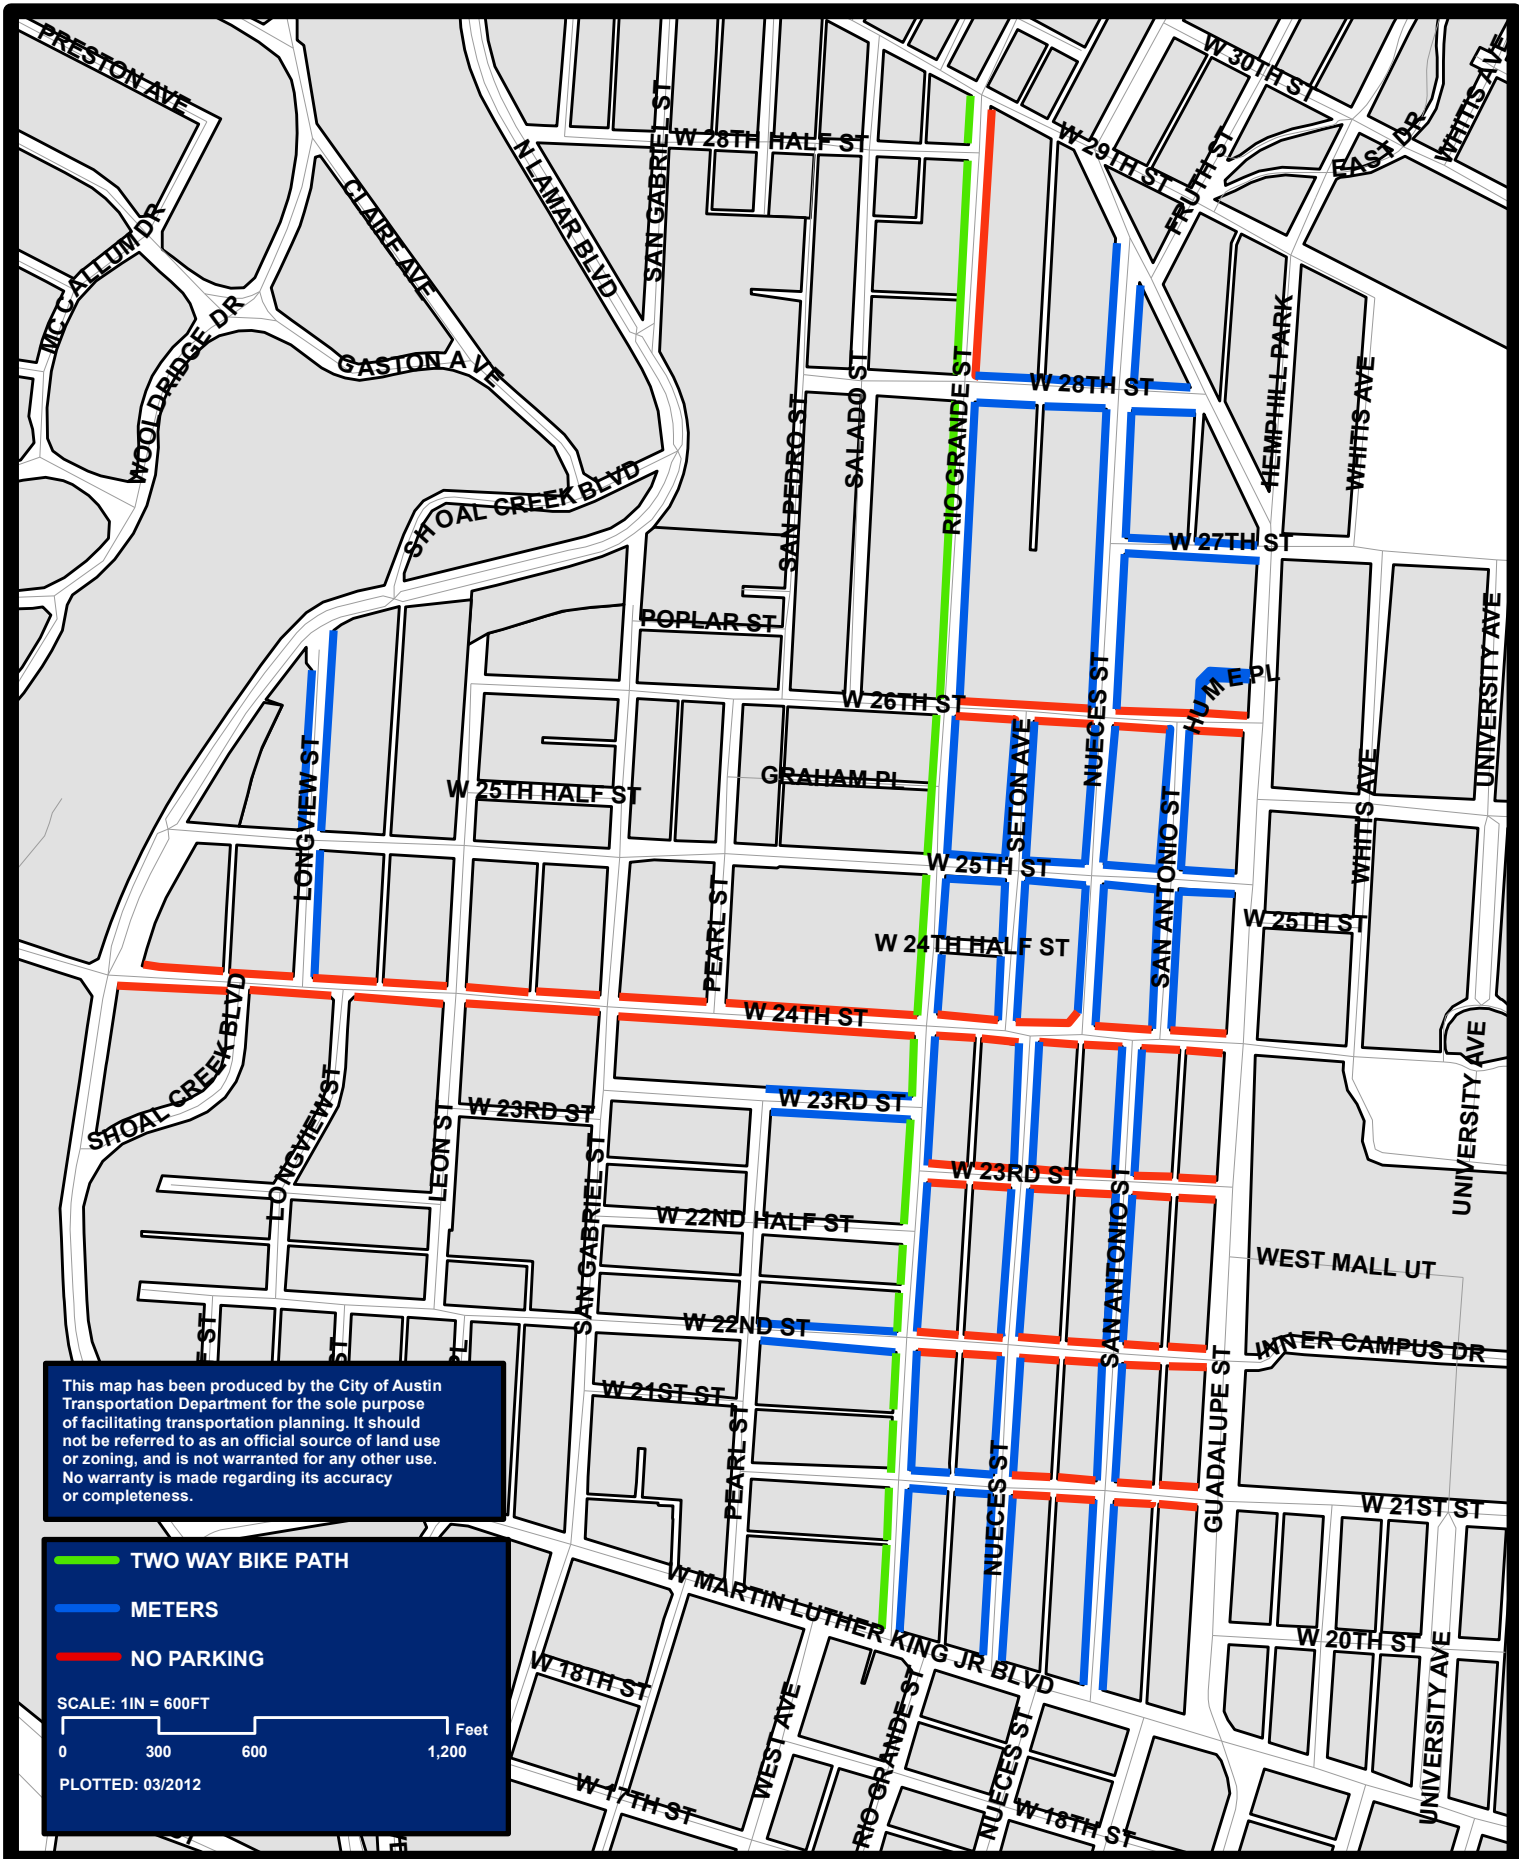 PRESTON AVE
W 30TH ST
WHITIS AVE
WHITIS AVE
EAST DR
FRUTH ST
W 29TH ST
W 28TH HALF ST
SAN GABRIEL ST
N LAMAR BLVD
CLAIRE AVE
MC CALLUM DR
WOOLDRIDGE DR
GASTON AVE
SHOAL CREEK BLVD
SAN PEDRO ST
SALADO ST
RIO GRANDE ST
W 28TH ST
HEMPHILL PARK
WHITIS AVE
W 27TH ST
UNIVERSITY AVE
POPLAR ST
W 26TH ST
NUECES ST
HUME PL
UNIVERSITY AVE
LONGVIEW ST
W 25TH HALF ST
GRAHAM PL
SETON AVE
SAN ANTONIO ST
WHITIS AVE
W 25TH ST
W 25TH ST
PEARL ST
W 24TH HALF ST
W 24TH ST
SHOAL CREEK BLVD
LONGVIEW ST
LEON ST
W 23RD ST
W 23RD ST
W 23RD ST
UNIVERSITY AVE
SAN GABRIEL ST
W 22ND HALF ST
SAN ANTONIO ST
WEST MALL UT
W 22ND ST
INNER CAMPUS DR
GUADALUPE ST
E ST
ST
PL
W 21ST ST
PEARL ST
NUECES ST
W 21ST ST
This map has been produced by the City of Austin
Transportation Department for the sole purpose
of facilitating transportation planning. It should
not be referred to as an official source of land use
or zoning, and is not warranted for any other use.
No warranty is made regarding its accuracy
or completeness.
W MARTIN LUTHER KING JR BLVD
W 20TH ST
UNIVERSITY AVE
W 18TH ST
WEST AVE
RIO GRANDE ST
NUECES ST
W 17TH ST
W 18TH ST
TWO WAY BIKE PATH
METERS
NO PARKING
SCALE: 1IN = 600FT
Feet
0 300 600 1,200
PLOTTED: 03/2012